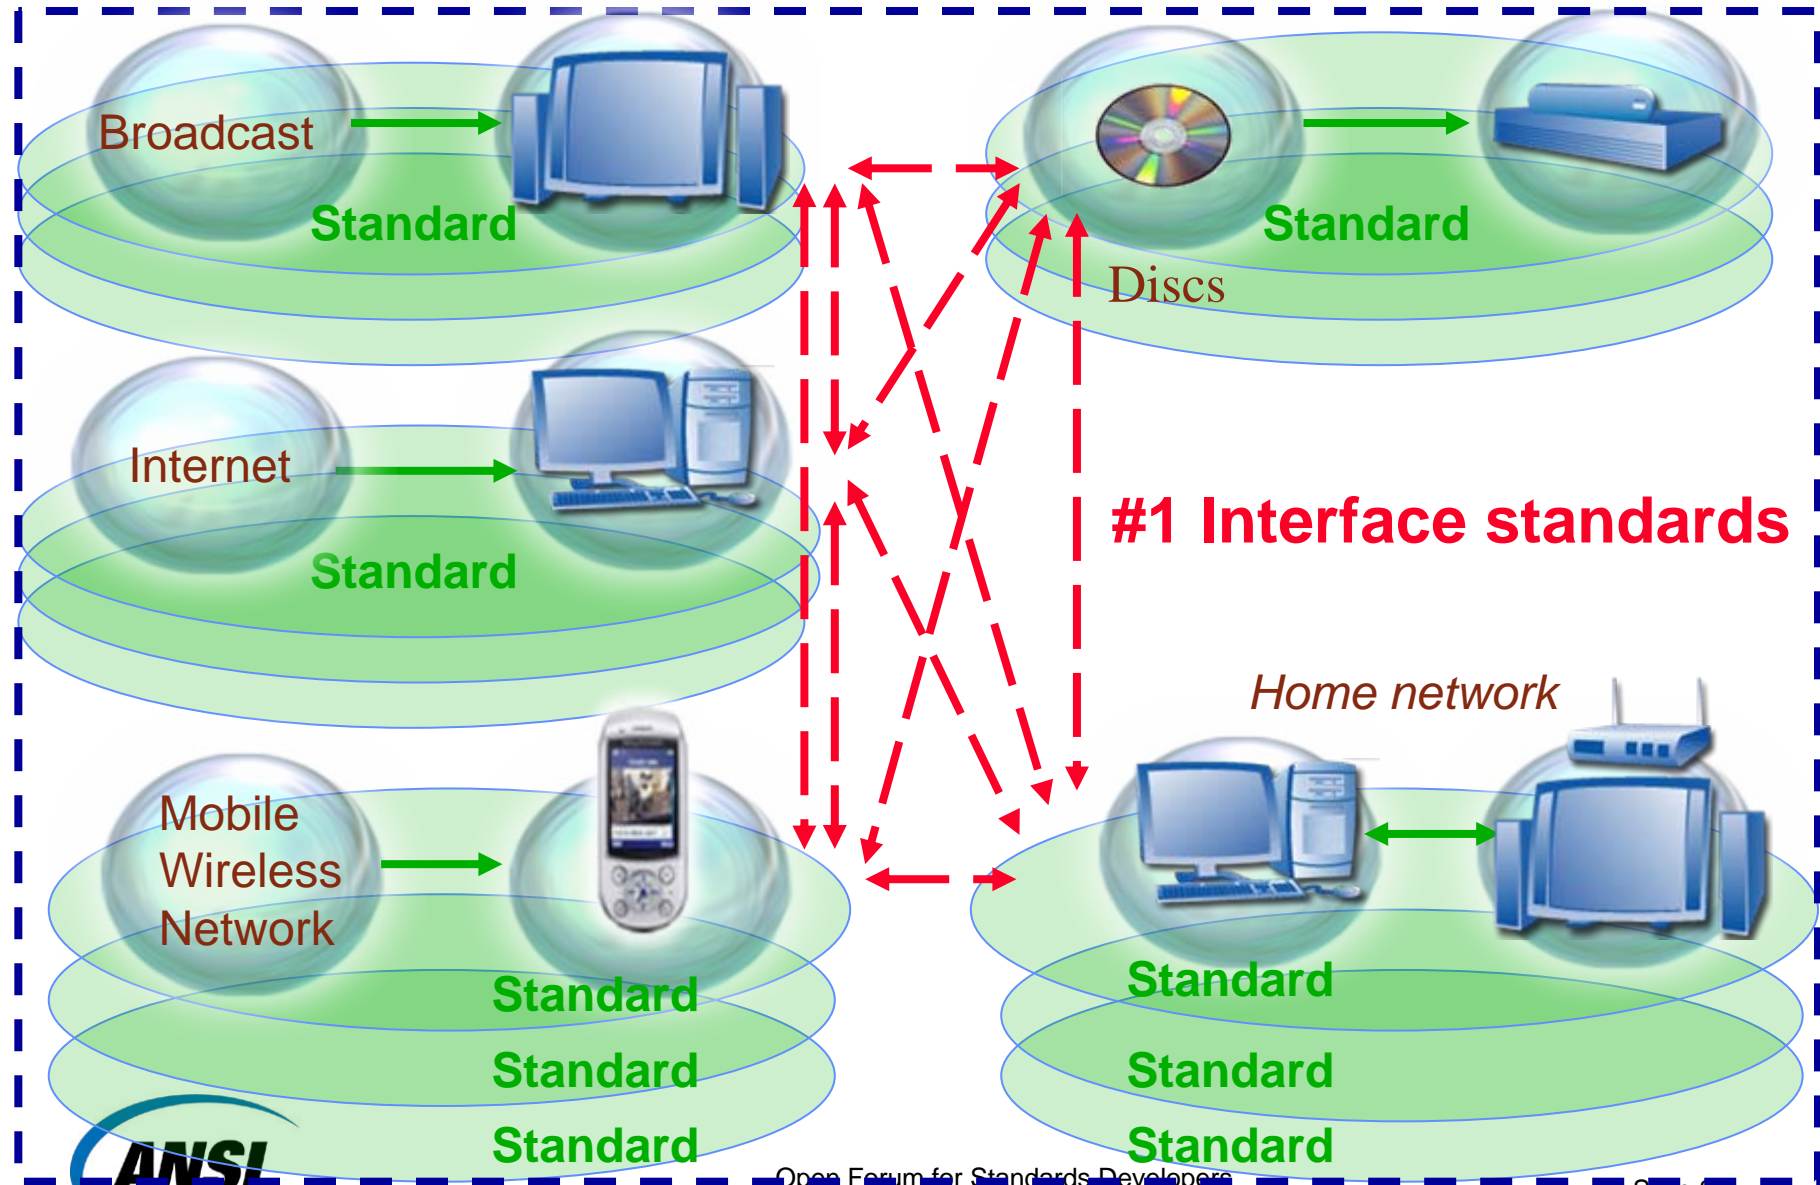 Broadcast
Standard
Standard
Discs
Internet
Standard
#1 Interface standards
Home network
Mobile
Wireless
Network
Standard
Standard
Standard
Standard
Standard
Standard
ANSI
Open Forum for Standards Developers